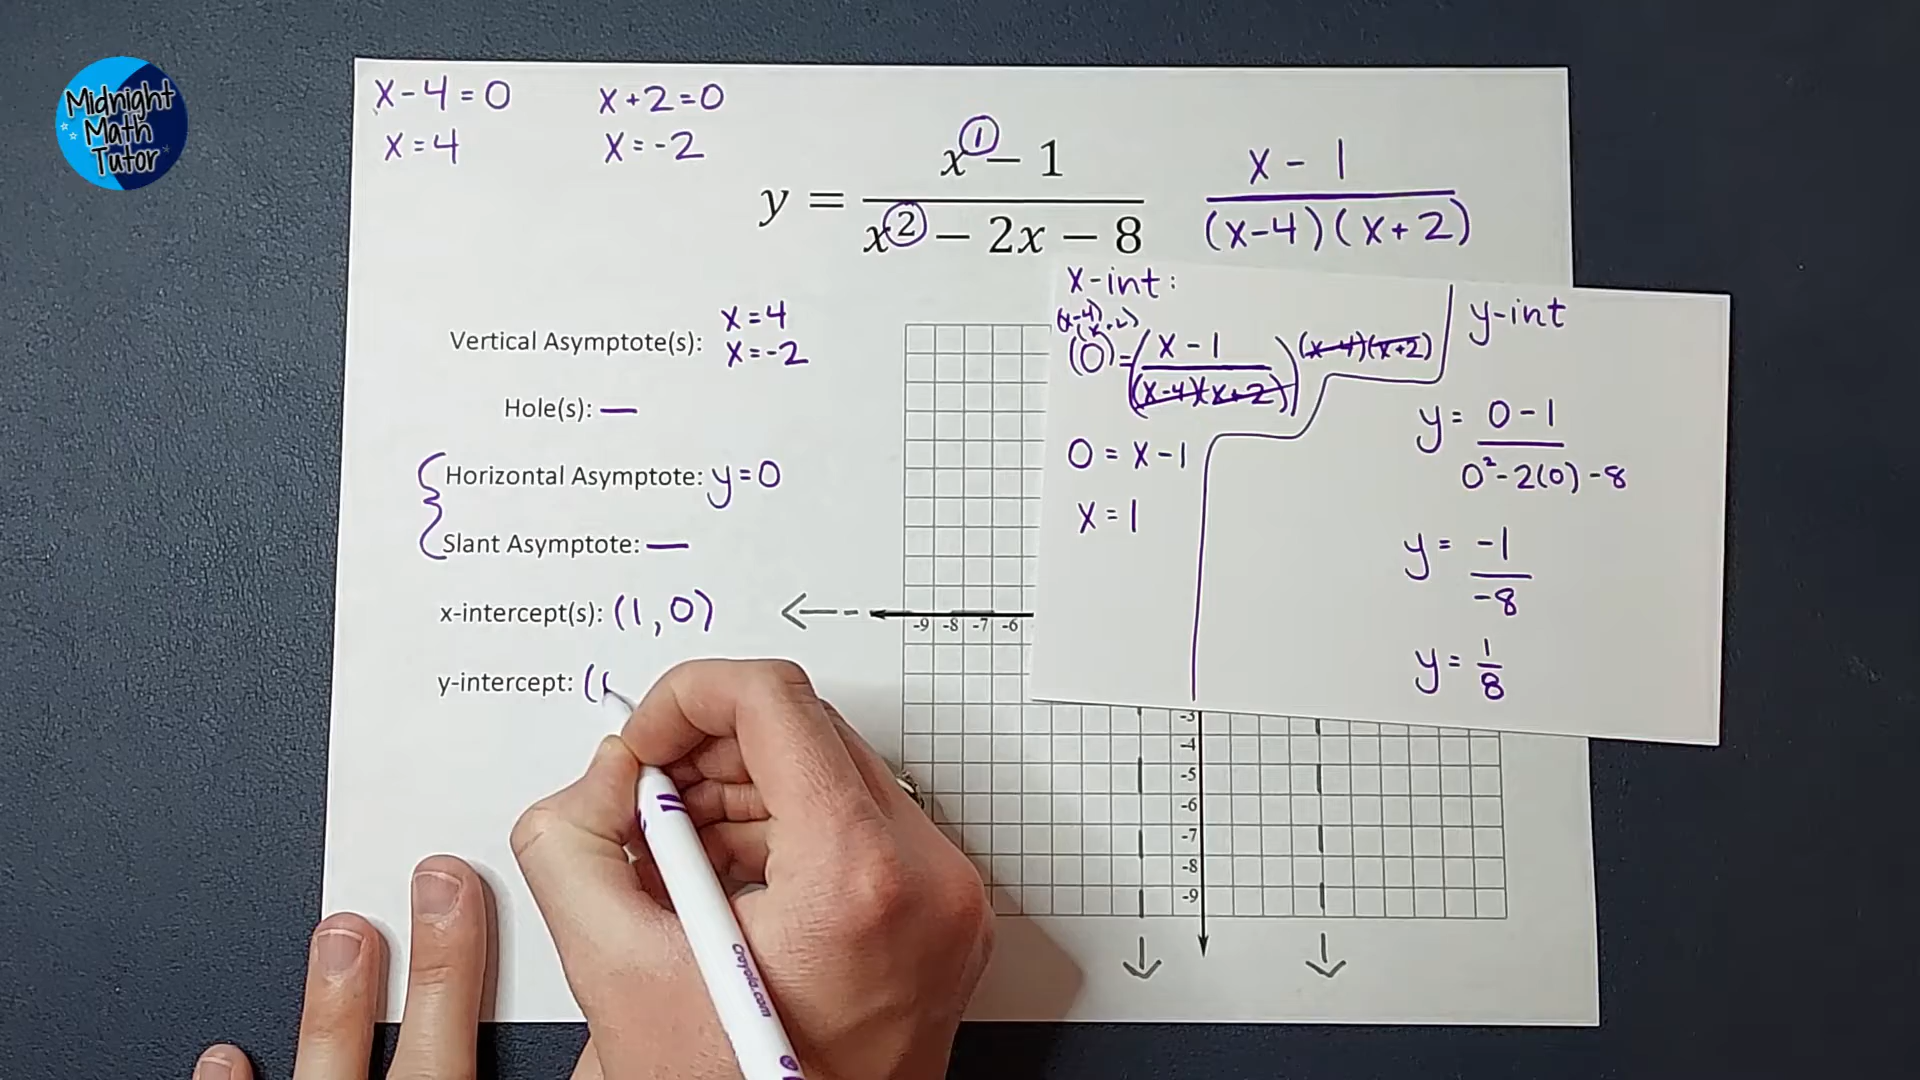 Midnight
Math
Tutor
x-4=0
x=4
x+2=0
x=-2
y = x^① - 1 / x^② - 2x - 8
x - 1 / (x-4)(x+2)
Vertical Asymptote(s): x=4
x=-2
Hole(s): —
Horizontal Asymptote: y=0
Slant Asymptote: —
x-intercept(s): (1,0)
y-intercept: (
x-int:
(x-4)
(x+2)
(0)=(x-1 / (x-4)(x+2)) (x-4)(x+2)
0 = x-1
x = 1
y-int
y = 0-1 / 0²-2(0)-8
y = -1 / -8
y = 1/8
-9 -8 -7 -6
-3
-4
-5
-6
-7
-8
-9
Crayola.com